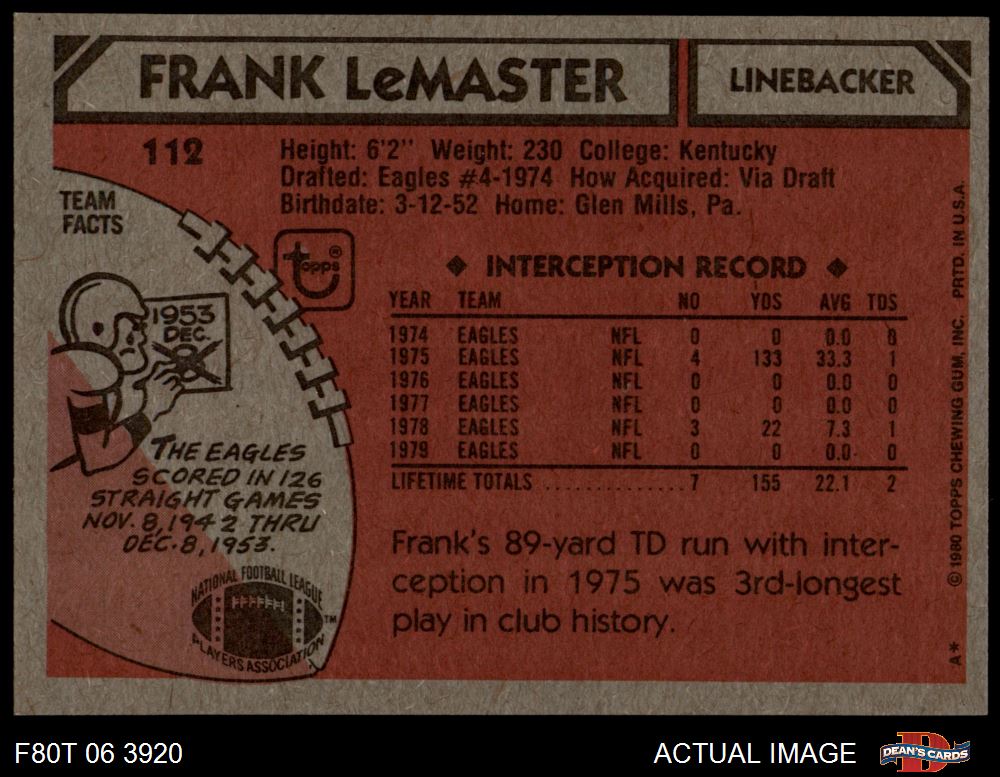 FRANK LeMASTER
LINEBACKER
112
Height: 6'2" Weight: 230 College: Kentucky
Drafted: Eagles #4-1974 How Acquired: Via Draft
Birthdate: 3-12-52 Home: Glen Mills, Pa.
TEAM
FACTS
topps®
1953
DEC.
8
THE EAGLES
SCORED IN 126
STRAIGHT GAMES
NOV. 8, 1942 THRU
DEC. 8, 1953.
NATIONAL FOOTBALL LEAGUE
PLAYERS ASSOCIATION
TM
◆ INTERCEPTION RECORD ◆
YEAR TEAM NO YDS AVG TDS
1974 EAGLES NFL 0 0 0.0 0
1975 EAGLES NFL 4 133 33.3 1
1976 EAGLES NFL 0 0 0.0 0
1977 EAGLES NFL 0 0 0.0 0
1978 EAGLES NFL 3 22 7.3 1
1979 EAGLES NFL 0 0 0.0 0
LIFETIME TOTALS ............... 7 155 22.1 2
Frank's 89-yard TD run with inter-
ception in 1975 was 3rd-longest
play in club history.
A* © 1980 TOPPS CHEWING GUM, INC. PRTD. IN U.S.A.
F80T 06 3920
ACTUAL IMAGE
DEAN'S CARDS